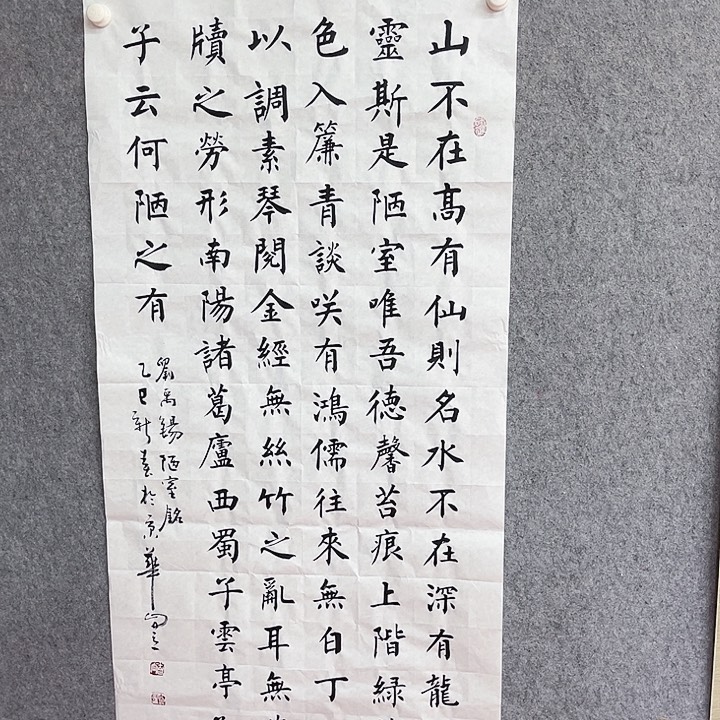 山不在髙有仙則名水不在深有龍
靈斯是陋室唯吾德馨苔痕上階緑
色入簾青談咲有鴻儒往來無白丁
以調素琴閱金經無絲竹之亂耳無
牘之勞形南陽諸葛廬西蜀子雲亭
子云何陋之有
劉禹錫陋室銘
乙巳新春於京華